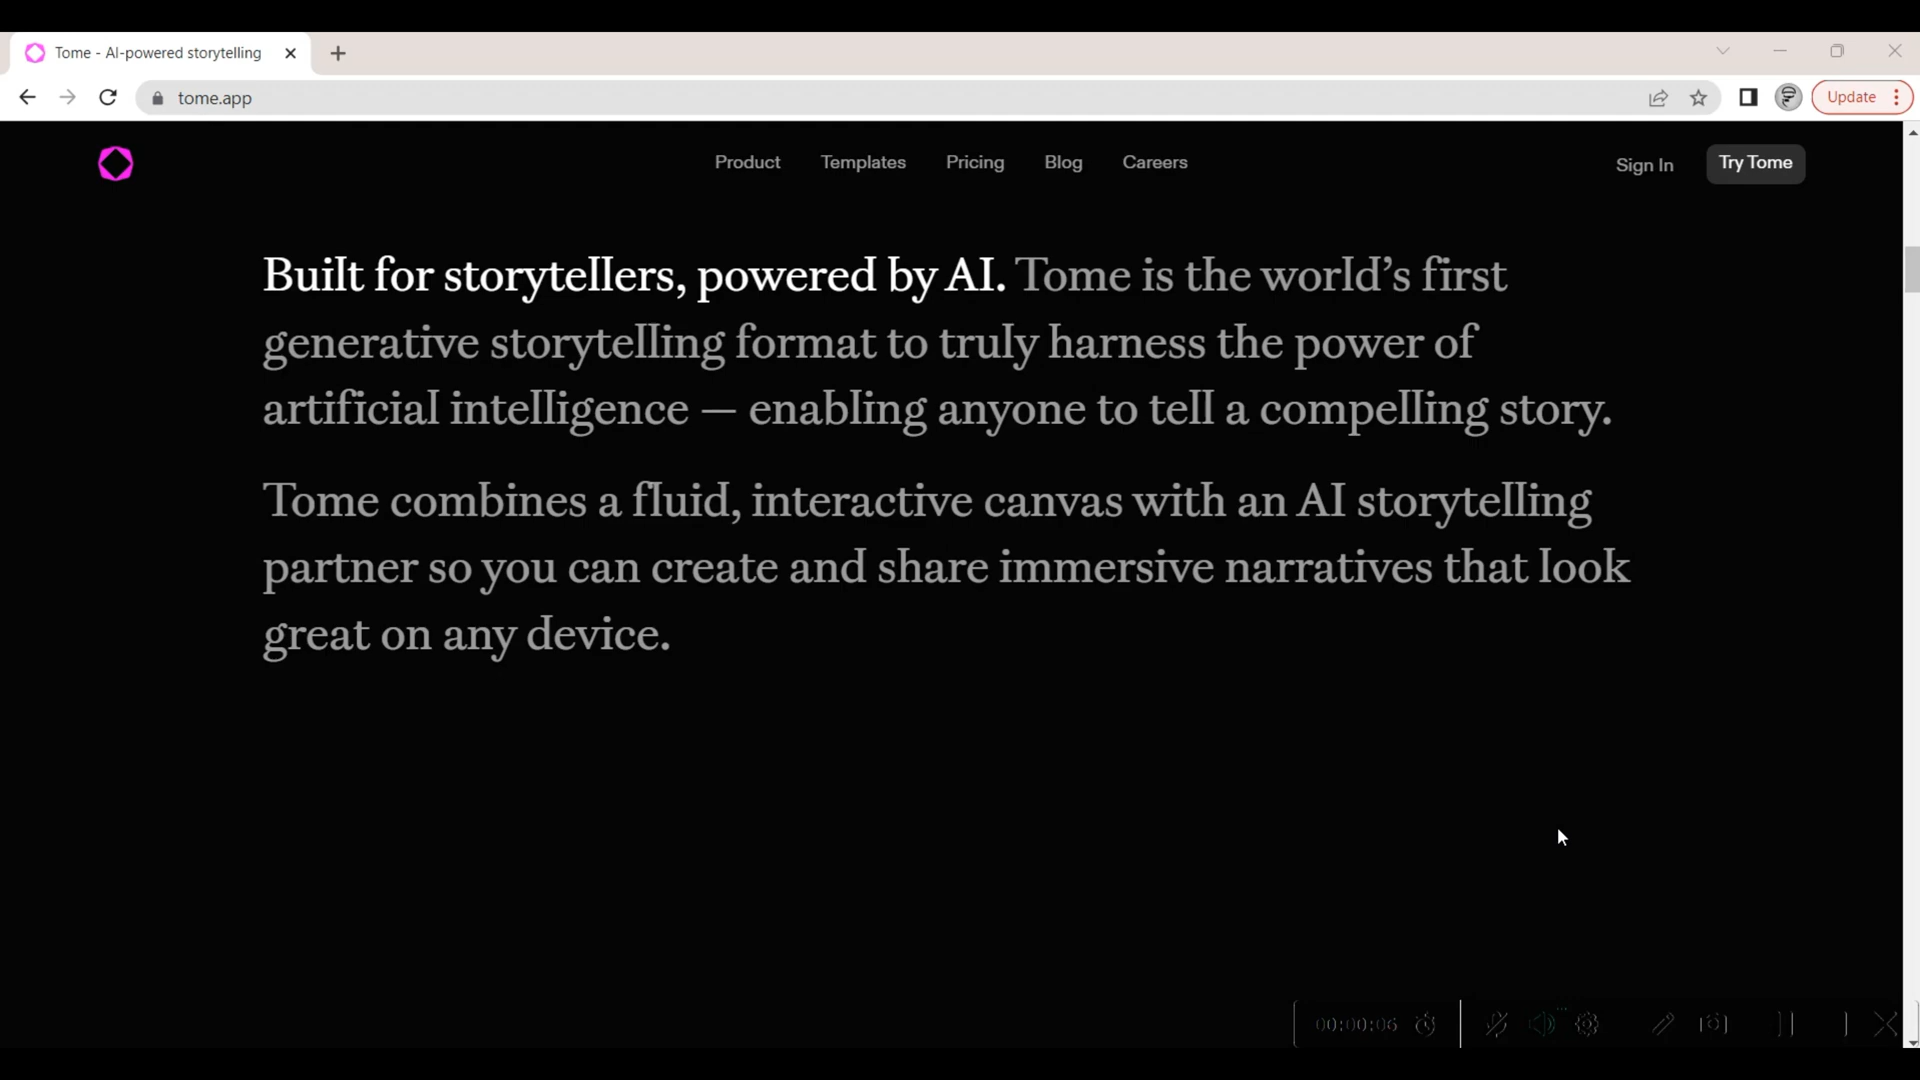 Tome - AI-powered storytelling
tome.app
Update
Product Templates Pricing Blog Careers Sign In Try Tome
Built for storytellers, powered by AI. Tome is the world’s first
generative storytelling format to truly harness the power of
artificial intelligence — enabling anyone to tell a compelling story.
Tome combines a fluid, interactive canvas with an AI storytelling
partner so you can create and share immersive narratives that look
great on any device.
00:00:06